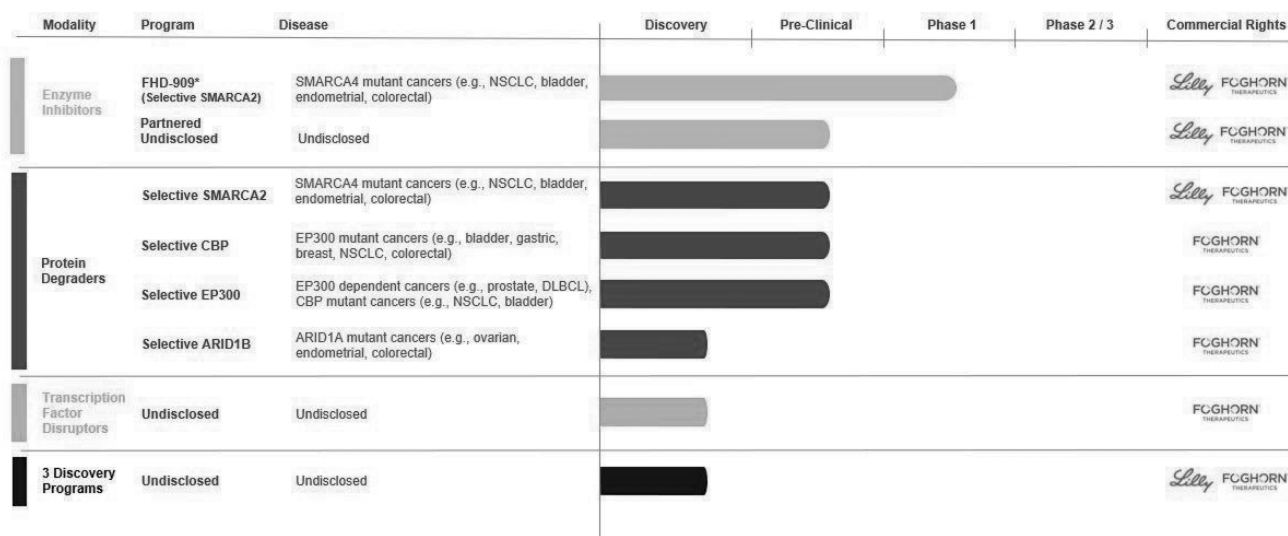 Modality Program Disease Discovery Pre-Clinical Phase 1 Phase 2 / 3 Commercial Rights
Enzyme
Inhibitors
FHD-909*
(Selective SMARCA2)
SMARCA4 mutant cancers (e.g., NSCLC, bladder,
endometrial, colorectal)
Lilly FOGHORN
THERAPEUTICS
Partnered
Undisclosed
Undisclosed
Lilly FOGHORN
THERAPEUTICS
Protein
Degraders
Selective SMARCA2
SMARCA4 mutant cancers (e.g., NSCLC, bladder,
endometrial, colorectal)
Lilly FOGHORN
THERAPEUTICS
Selective CBP
EP300 mutant cancers (e.g., bladder, gastric,
breast, NSCLC, colorectal)
FOGHORN
THERAPEUTICS
Selective EP300
EP300 dependent cancers (e.g., prostate, DLBCL),
CBP mutant cancers (e.g., NSCLC, bladder)
FOGHORN
THERAPEUTICS
Selective ARID1B
ARID1A mutant cancers (e.g., ovarian,
endometrial, colorectal)
FOGHORN
THERAPEUTICS
Transcription
Factor
Disruptors
Undisclosed
Undisclosed
FOGHORN
THERAPEUTICS
3 Discovery
Programs
Undisclosed
Undisclosed
Lilly FOGHORN
THERAPEUTICS